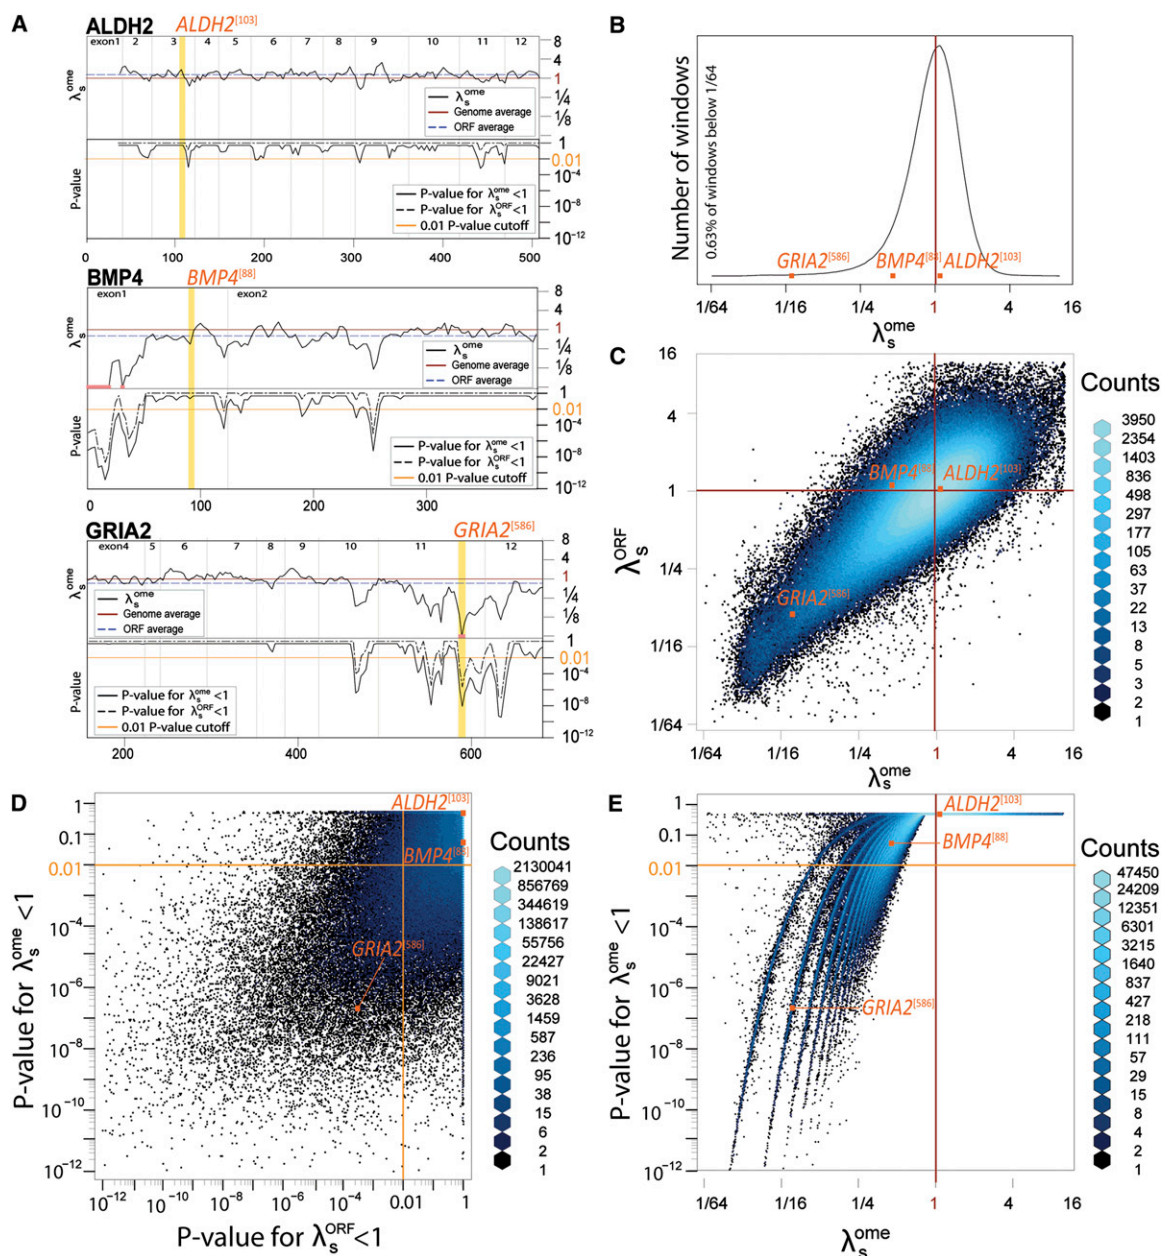 A
ALDH2 ALDH2[103]
exon1 2 3 4 5 6 7 8 9 10 11 12
8
4
1
1/4
1/8
λsome
λsome
Genome average
ORF average
1
0.01
10-4
10-8
10-12
P-value
P-value for λsome<1
P-value for λsORF<1
0.01 P-value cutoff
0 100 200 300 400 500
BMP4 BMP4[88]
exon1 exon2
8
4
1
1/4
1/8
λsome
λsome
Genome average
ORF average
1
0.01
10-4
10-8
10-12
P-value
P-value for λsome<1
P-value for λsORF<1
0.01 P-value cutoff
0 100 200 300
GRIA2 GRIA2[586]
exon4 5 6 7 8 9 10 11 12
8
4
1
1/4
1/8
λsome
λsome
Genome average
ORF average
1
0.01
10-4
10-8
10-12
P-value
P-value for λsome<1
P-value for λsORF<1
0.01 P-value cutoff
200 400 600
B
Number of windows
0.63% of windows below 1/64
GRIA2[586] BMP4[88] ALDH2[103]
1/64 1/16 1/4 1 4 16
λsome
C
16
4
1
1/4
1/16
1/64
λsORF
BMP4[88] ALDH2[103]
GRIA2[586]
1/64 1/16 1/4 1 4 16
λsome
Counts
3950
2354
1403
836
498
297
177
105
63
37
22
13
8
5
3
2
1
D
1
0.1
0.01
10-4
10-6
10-8
10-10
10-12
P-value for λsome <1
ALDH2[103]
BMP4[88]
GRIA2[586]
10-12 10-10 10-8 10-6 10-4 0.01 1
P-value for λsORF<1
Counts
2130041
856769
344619
138617
55756
22427
9021
3628
1459
587
236
95
38
15
6
2
1
E
1
0.1
0.01
10-4
10-6
10-8
10-10
10-12
P-value for λsome <1
ALDH2[103]
BMP4[88]
GRIA2[586]
1/64 1/16 1/4 1 4 16
λsome
Counts
47450
24209
12351
6301
3215
1640
837
427
218
111
57
29
15
8
4
2
1